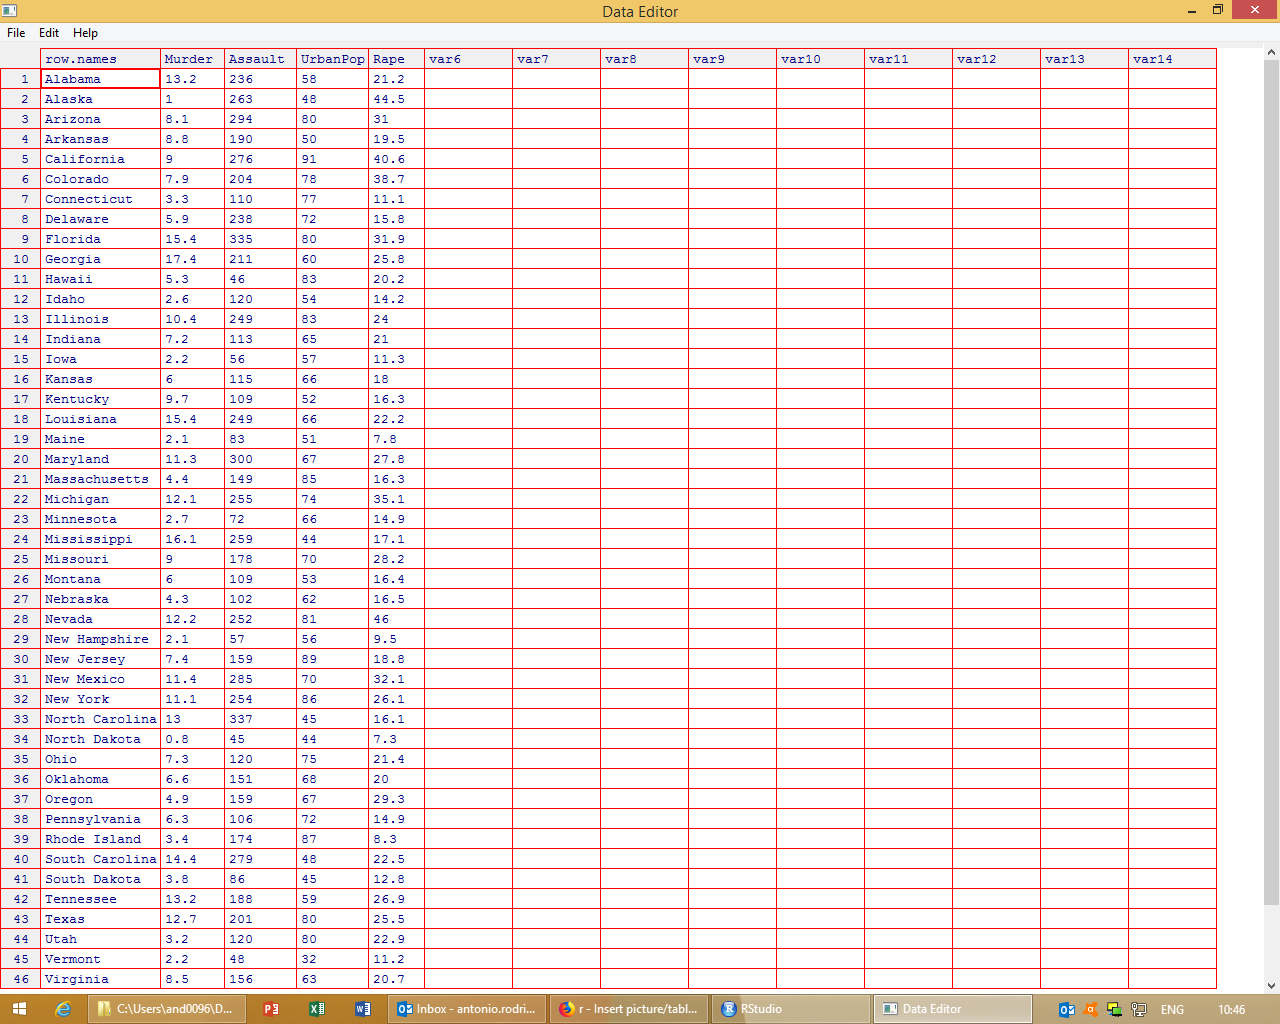 Data Editor
File Edit Help
row.names Murder Assault UrbanPop Rape var6 var7 var8 var9 var10 var11 var12 var13 var14
1 Alabama 13.2 236 58 21.2
2 Alaska 1 263 48 44.5
3 Arizona 8.1 294 80 31
4 Arkansas 8.8 190 50 19.5
5 California 9 276 91 40.6
6 Colorado 7.9 204 78 38.7
7 Connecticut 3.3 110 77 11.1
8 Delaware 5.9 238 72 15.8
9 Florida 15.4 335 80 31.9
10 Georgia 17.4 211 60 25.8
11 Hawaii 5.3 46 83 20.2
12 Idaho 2.6 120 54 14.2
13 Illinois 10.4 249 83 24
14 Indiana 7.2 113 65 21
15 Iowa 2.2 56 57 11.3
16 Kansas 6 115 66 18
17 Kentucky 9.7 109 52 16.3
18 Louisiana 15.4 249 66 22.2
19 Maine 2.1 83 51 7.8
20 Maryland 11.3 300 67 27.8
21 Massachusetts 4.4 149 85 16.3
22 Michigan 12.1 255 74 35.1
23 Minnesota 2.7 72 66 14.9
24 Mississippi 16.1 259 44 17.1
25 Missouri 9 178 70 28.2
26 Montana 6 109 53 16.4
27 Nebraska 4.3 102 62 16.5
28 Nevada 12.2 252 81 46
29 New Hampshire 2.1 57 56 9.5
30 New Jersey 7.4 159 89 18.8
31 New Mexico 11.4 285 70 32.1
32 New York 11.1 254 86 26.1
33 North Carolina 13 337 45 16.1
34 North Dakota 0.8 45 44 7.3
35 Ohio 7.3 120 75 21.4
36 Oklahoma 6.6 151 68 20
37 Oregon 4.9 159 67 29.3
38 Pennsylvania 6.3 106 72 14.9
39 Rhode Island 3.4 174 87 8.3
40 South Carolina 14.4 279 48 22.5
41 South Dakota 3.8 86 45 12.8
42 Tennessee 13.2 188 59 26.9
43 Texas 12.7 201 80 25.5
44 Utah 3.2 120 80 22.9
45 Vermont 2.2 48 32 11.2
46 Virginia 8.5 156 63 20.7
C:\Users\and0096\D... Inbox - antonio.rodri... r - Insert picture/tabl... RStudio Data Editor ENG 10:46